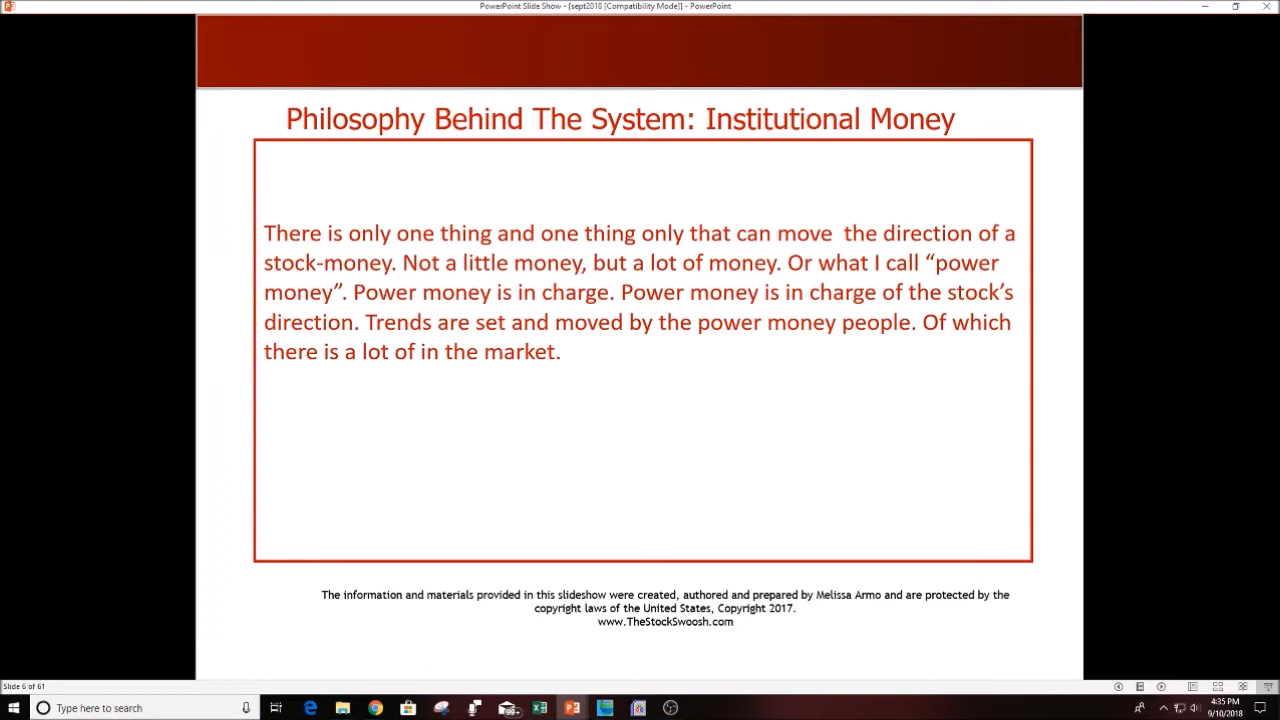 PowerPoint Slide Show - [sept2018 [Compatibility Mode]] - PowerPoint
Philosophy Behind The System: Institutional Money
There is only one thing and one thing only that can move  the direction of a
stock-money. Not a little money, but a lot of money. Or what I call “power
money”. Power money is in charge. Power money is in charge of the stock’s
direction. Trends are set and moved by the power money people. Of which
there is a lot of in the market.
The information and materials provided in this slideshow were created, authored and prepared by Melissa Armo and are protected by the
copyright laws of the United States, Copyright 2017.
www.TheStockSwoosh.com
Slide 6 of 61
Type here to search
99+
4:35 PM
9/10/2018